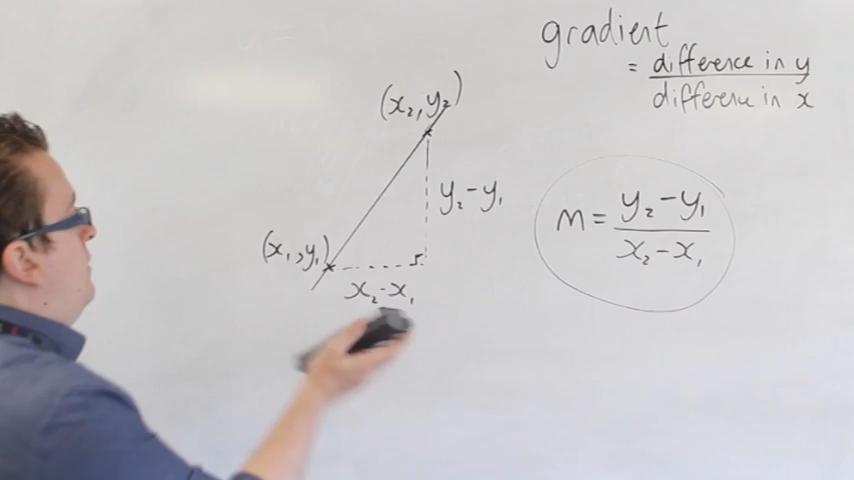 gradient
= difference in y
difference in x
(x₂, y₂)
y₂ - y₁
m = y₂ - y₁
x₂ - x₁
(x₁, y₁)
x₂ - x₁